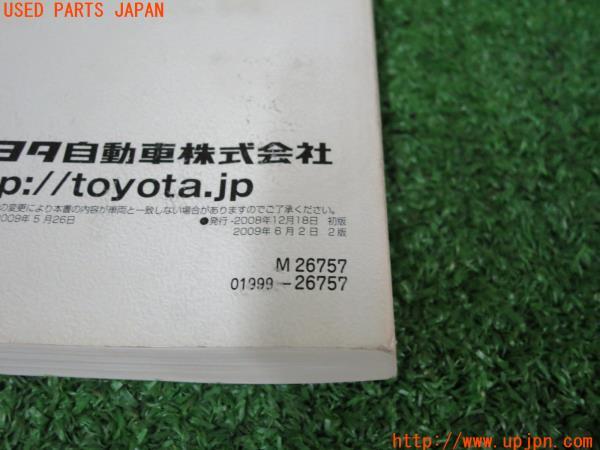 USED PARTS JAPAN
ヨタ自動車株式会社
p://toyota.jp
の変更により本書の内容が車両と一致しない場合がありますのでご了承ください。
2009年 5 月26日 ●発行-2008年12月18日 初版
2009年 6 月 2 日 2 版
M 26757
01999-26757
http://www.upjpn.com